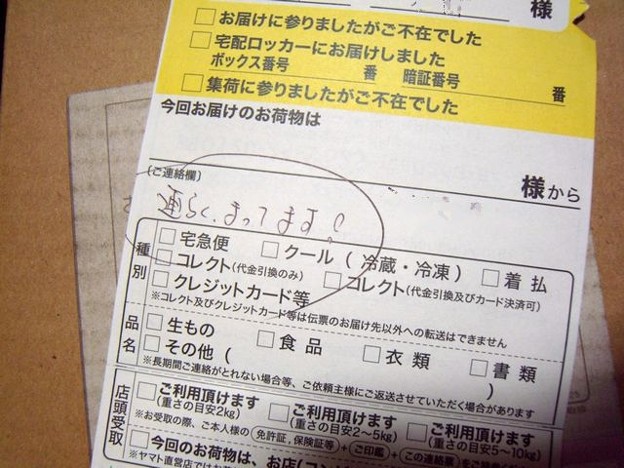 様
お届けに参りましたがご不在でした
宅配ロッカーにお届けしました
ボックス番号 番 暗証番号 番
集荷に参りましたがご不在でした
今回お届けのお荷物は
様から
(ご連絡欄)
連らく、まってます!
種別
宅急便 クール(冷蔵・冷凍) 着払
コレクト(代金引換のみ) コレクト(代金引換及びカード決済可)
クレジットカード等
※コレクト及びクレジットカード等は伝票のお届け先以外への転送はできません
品名
生もの 食品 衣類 書類
その他( )
※長期間ご連絡がとれない場合等、ご依頼主様にご返送させていただく場合があります
店頭受取
ご利用頂けます ご利用頂けます ご利用頂けます
(重さの目安2kg) (重さの目安2~5kg) (重さの目安5~10kg)
※お受取の際、ご本人様の(免許証,保険証等)+(ご印鑑)+(この連絡票)を
今回のお荷物は、お店
※ヤマト直営店では